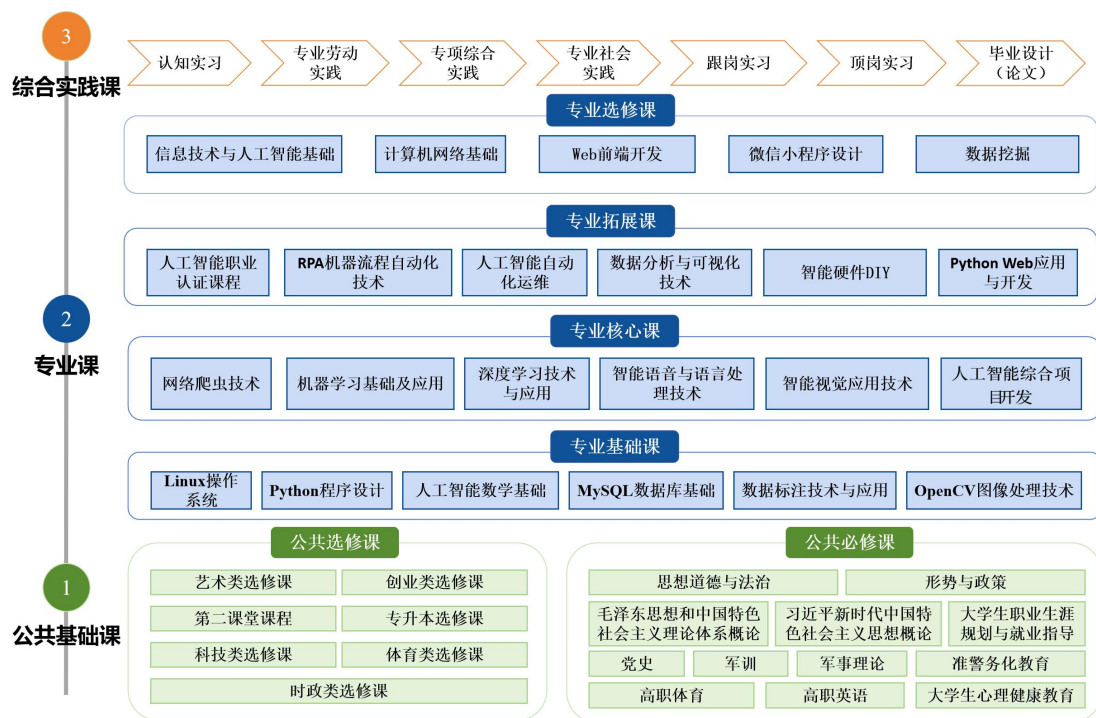 3
综合实践课
认知实习
专业劳动
实践
专项综合
实践
专业社会
实践
跟岗实习
顶岗实习
毕业设计
（论文）
专业选修课
信息技术与人工智能基础
计算机网络基础
Web前端开发
微信小程序设计
数据挖掘
2
专业课
专业拓展课
人工智能职业
认证课程
RPA机器流程自动化
技术
人工智能自动
化运维
数据分析与可视化
技术
智能硬件DIY
Python Web应用
与开发
专业核心课
网络爬虫技术
机器学习基础及应用
深度学习技术
与应用
智能语音与语言处
理技术
智能视觉应用技术
人工智能综合项
目开发
专业基础课
Linux操作
系统
Python程序设计
人工智能数学基础
MySQL数据库基础
数据标注技术与应用
OpenCV图像处理技术
1
公共基础课
公共选修课
艺术类选修课
创业类选修课
第二课堂课程
专升本选修课
科技类选修课
体育类选修课
时政类选修课
公共必修课
思想道德与法治
形势与政策
毛泽东思想和中国特色
社会主义理论体系概论
习近平新时代中国特
色社会主义思想概论
大学生职业生涯
规划与就业指导
党史
军训
军事理论
准警务化教育
高职体育
高职英语
大学生心理健康教育